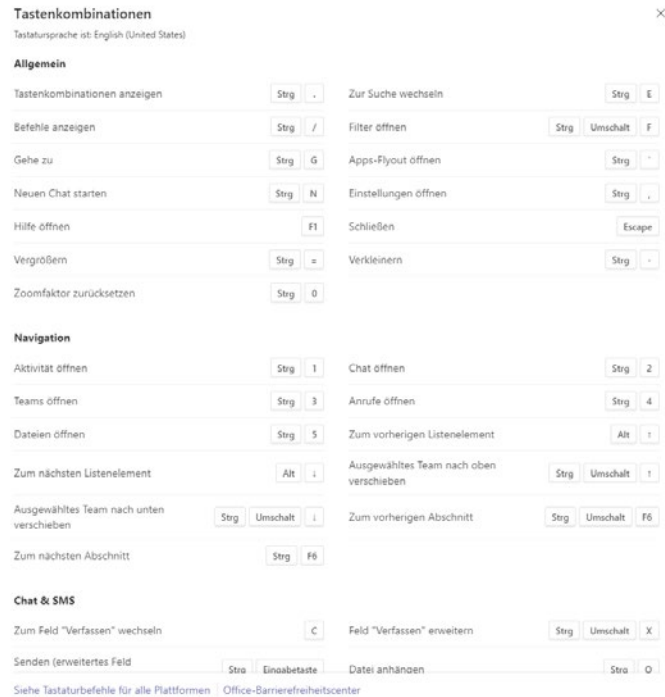 Tastenkombinationen
Tastatursprache ist: English (United States)
Allgemein
Tastenkombinationen anzeigen Strg . Zur Suche wechseln Strg E
Befehle anzeigen Strg / Filter öffnen Strg Umschalt F
Gehe zu Strg G Apps-Flyout öffnen Strg `
Neuen Chat starten Strg N Einstellungen öffnen Strg ,
Hilfe öffnen F1 Schließen Escape
Vergrößern Strg = Verkleinern Strg -
Zoomfaktor zurücksetzen Strg 0
Navigation
Aktivität öffnen Strg 1 Chat öffnen Strg 2
Teams öffnen Strg 3 Anrufe öffnen Strg 4
Dateien öffnen Strg 5 Zum vorherigen Listenelement Alt ↑
Zum nächsten Listenelement Alt ↓ Ausgewähltes Team nach oben
verschieben Strg Umschalt ↑
Ausgewähltes Team nach unten
verschieben Strg Umschalt ↓ Zum vorherigen Abschnitt Strg Umschalt F6
Zum nächsten Abschnitt Strg F6
Chat & SMS
Zum Feld "Verfassen" wechseln C Feld "Verfassen" erweitern Strg Umschalt X
Senden (erweitertes Feld Strg Eingabetaste Datei anhängen Strg O
Siehe Tastaturbefehle für alle Plattformen Office-Barrierefreiheitscenter